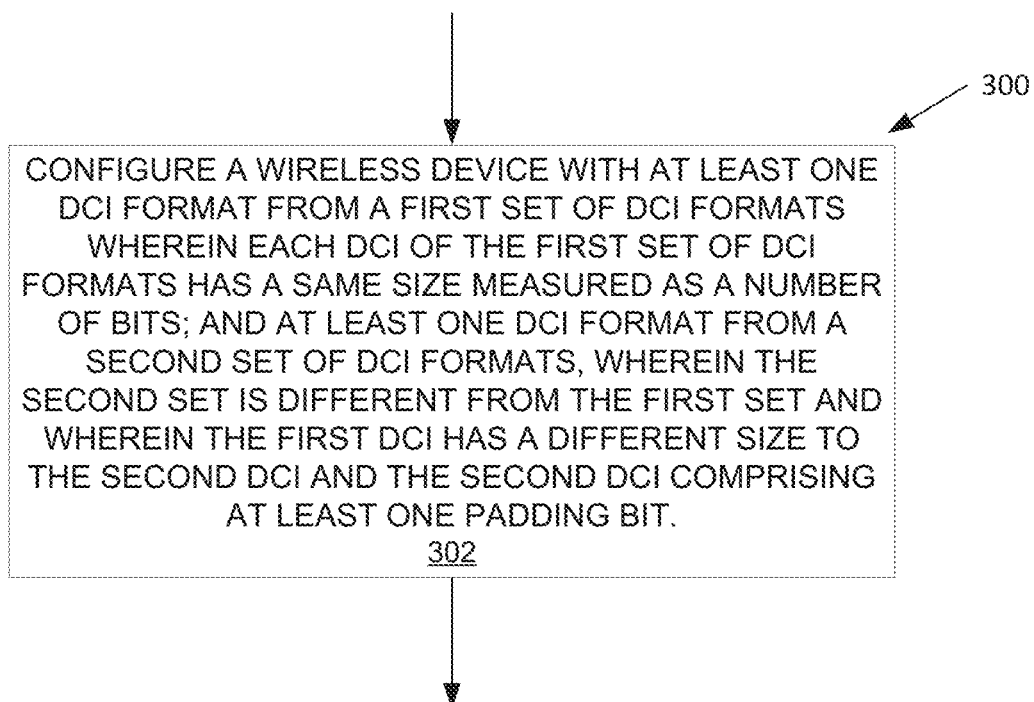 300
CONFIGURE A WIRELESS DEVICE WITH AT LEAST ONE
DCI FORMAT FROM A FIRST SET OF DCI FORMATS
WHEREIN EACH DCI OF THE FIRST SET OF DCI
FORMATS HAS A SAME SIZE MEASURED AS A NUMBER
OF BITS; AND AT LEAST ONE DCI FORMAT FROM A
SECOND SET OF DCI FORMATS, WHEREIN THE
SECOND SET IS DIFFERENT FROM THE FIRST SET AND
WHEREIN THE FIRST DCI HAS A DIFFERENT SIZE TO
THE SECOND DCI AND THE SECOND DCI COMPRISING
AT LEAST ONE PADDING BIT.
302